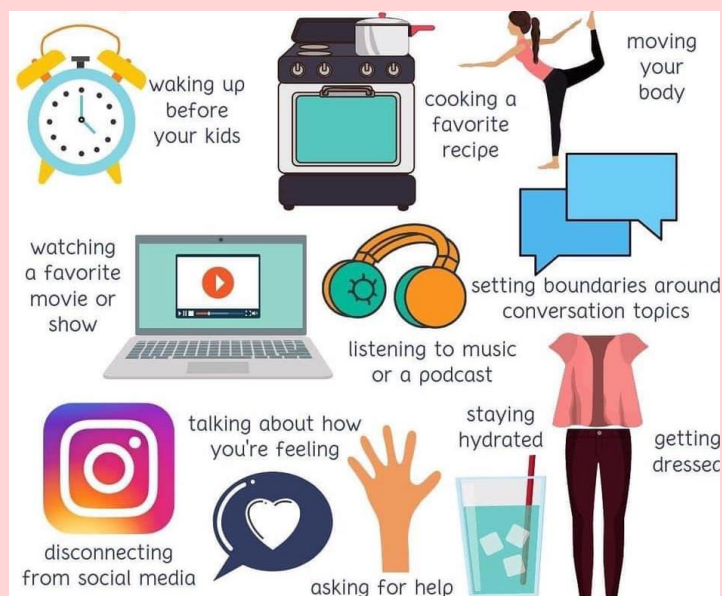 waking up
before
your kids
cooking a
favorite
recipe
moving
your
body
watching
a favorite
movie or
show
listening to music
or a podcast
setting boundaries around
conversation topics
disconnecting
from social media
talking about how
you're feeling
asking for help
staying
hydrated
getting
dressed